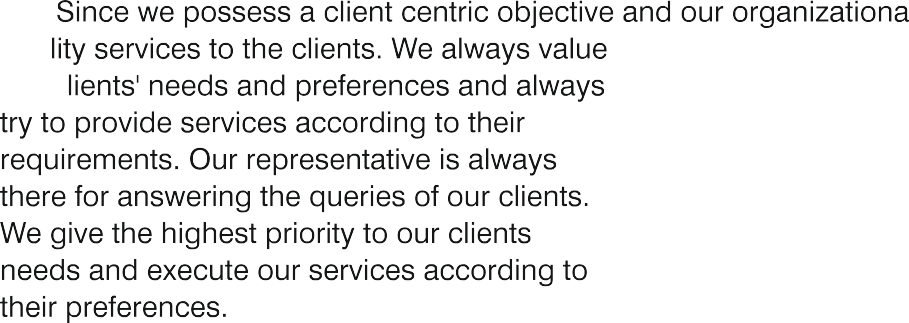 Since we possess a client centric objective and our organizationa
lity services to the clients. We always value
lients' needs and preferences and always
try to provide services according to their
requirements. Our representative is always
there for answering the queries of our clients.
We give the highest priority to our clients
needs and execute our services according to
their preferences.